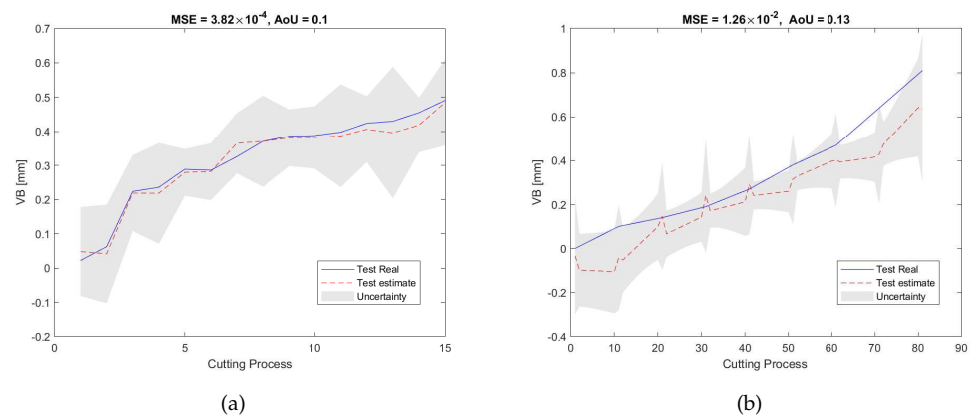 MSE = 3.82×10⁻⁴, AoU = 0.1
0.7
0.6
0.5
0.4
0.3
0.2
0.1
0
-0.1
-0.2
VB [mm]
0 5 10 15
Cutting Process
Test Real
Test estimate
Uncertainty
(a)
MSE = 1.26×10⁻², AoU = 0.13
1
0.8
0.6
0.4
0.2
0
-0.2
-0.4
VB [mm]
0 10 20 30 40 50 60 70 80 90
Cutting Process
Test Real
Test estimate
Uncertainty
(b)